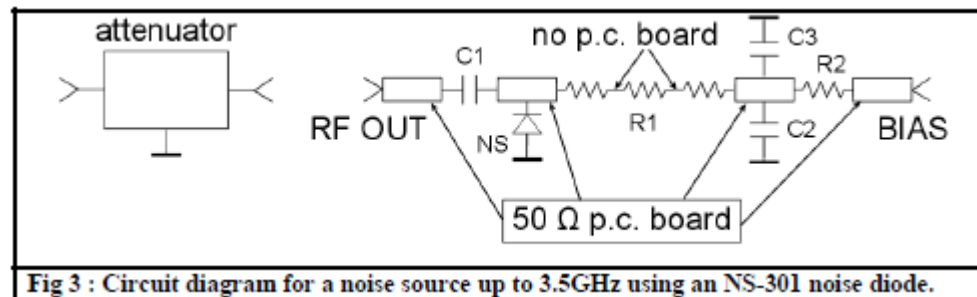 attenuator
no p.c. board
C3
C1
R2
RF OUT
R1
NS
C2
BIAS
50 Ω p.c. board
Fig 3 : Circuit diagram for a noise source up to 3.5GHz using an NS-301 noise diode.